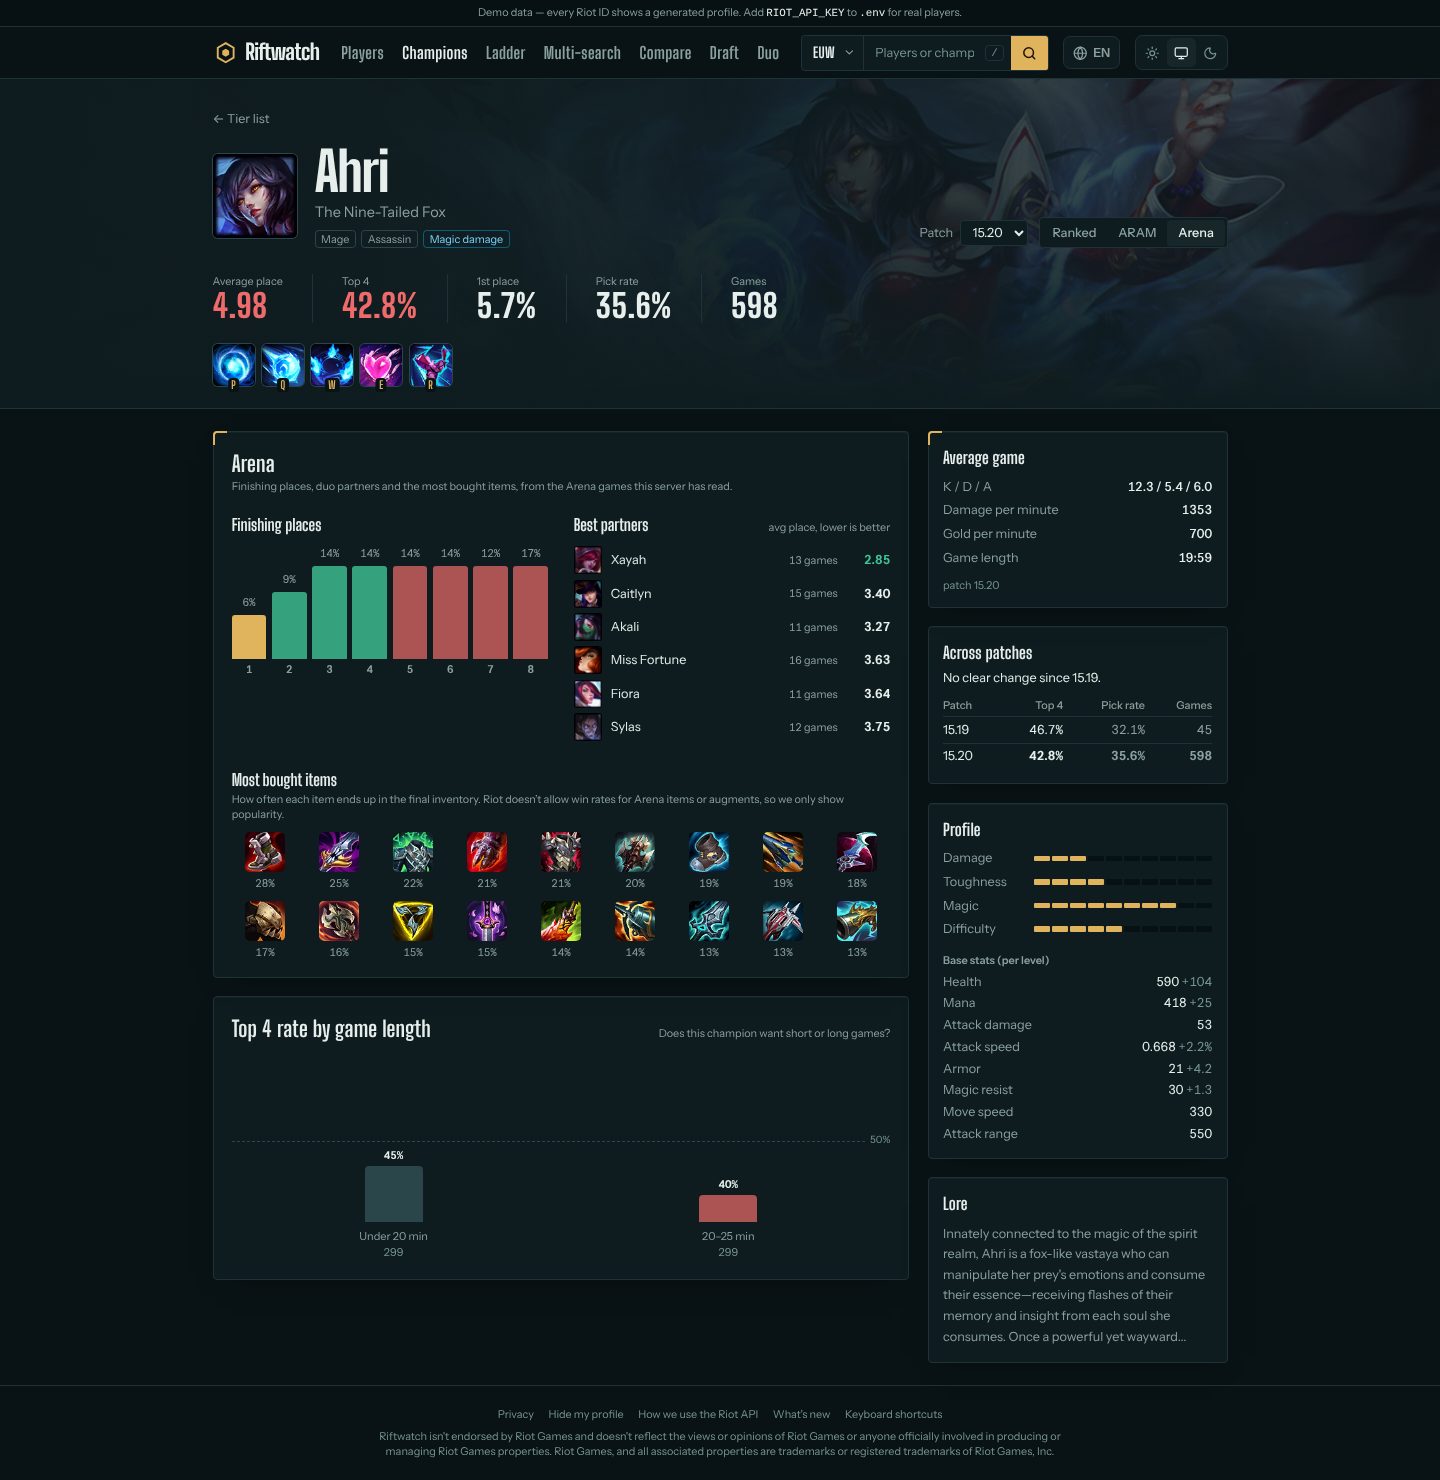 Demo data — every Riot ID shows a generated profile. Add RIOT_API_KEY to .env for real players.
Riftwatch Players Champions Ladder Multi-search Compare Draft Duo EUW Players or champ / EN
← Tier list
Ahri
The Nine-Tailed Fox
Mage Assassin Magic damage
Patch 15.20 Ranked ARAM Arena
Average place Top 4 1st place Pick rate Games
4.98 42.8% 5.7% 35.6% 598
P Q W E R
Arena
Finishing places, duo partners and the most bought items, from the Arena games this server has read.
Finishing places
6% 9% 14% 14% 14% 14% 12% 17%
1 2 3 4 5 6 7 8
Best partners avg place, lower is better
Xayah 13 games 2.85
Caitlyn 15 games 3.40
Akali 11 games 3.27
Miss Fortune 16 games 3.63
Fiora 11 games 3.64
Sylas 12 games 3.75
Most bought items
How often each item ends up in the final inventory. Riot doesn't allow win rates for Arena items or augments, so we only show
popularity.
28% 25% 22% 21% 21% 20% 19% 19% 18%
17% 16% 15% 15% 14% 14% 13% 13% 13%
Top 4 rate by game length Does this champion want short or long games?
50%
45% 40%
Under 20 min 20–25 min
299 299
Average game
K / D / A 12.3 / 5.4 / 6.0
Damage per minute 1353
Gold per minute 700
Game length 19:59
patch 15.20
Across patches
No clear change since 15.19.
Patch Top 4 Pick rate Games
15.19 46.7% 32.1% 45
15.20 42.8% 35.6% 598
Profile
Damage
Toughness
Magic
Difficulty
Base stats (per level)
Health 590 +104
Mana 418 +25
Attack damage 53
Attack speed 0.668 +2.2%
Armor 21 +4.2
Magic resist 30 +1.3
Move speed 330
Attack range 550
Lore
Innately connected to the magic of the spirit
realm, Ahri is a fox-like vastaya who can
manipulate her prey's emotions and consume
their essence—receiving flashes of their
memory and insight from each soul she
consumes. Once a powerful yet wayward...
Privacy Hide my profile How we use the Riot API What's new Keyboard shortcuts
Riftwatch isn't endorsed by Riot Games and doesn't reflect the views or opinions of Riot Games or anyone officially involved in producing or
managing Riot Games properties. Riot Games, and all associated properties are trademarks or registered trademarks of Riot Games, Inc.